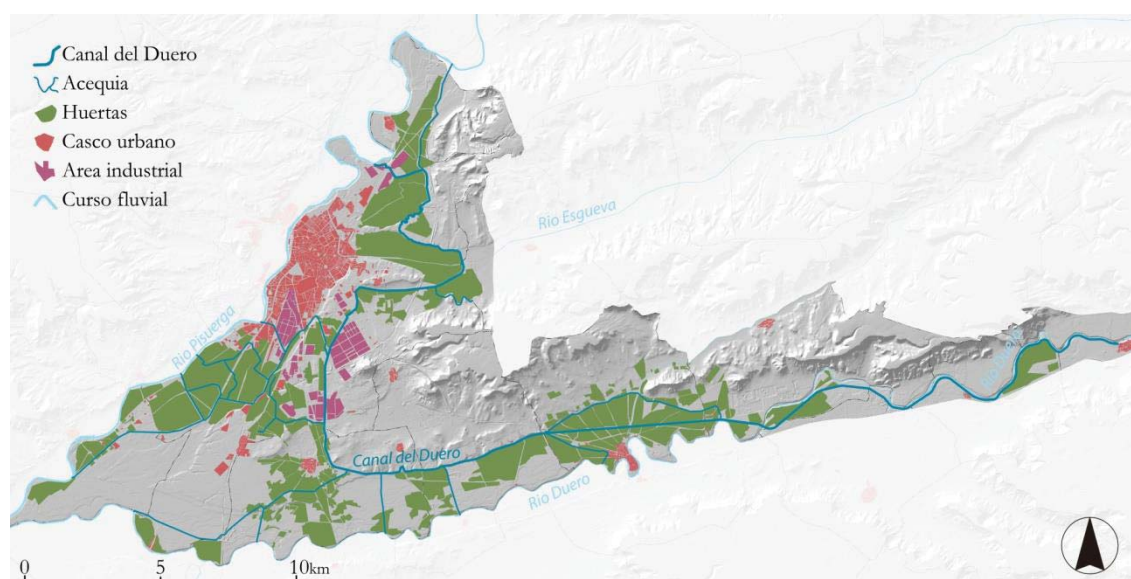 Canal del Duero
Acequia
Huertas
Casco urbano
Area industrial
Curso fluvial
Rio Esgueva
Rio Pisuerga
Canal del Duero
Rio Duero
0 5 10km